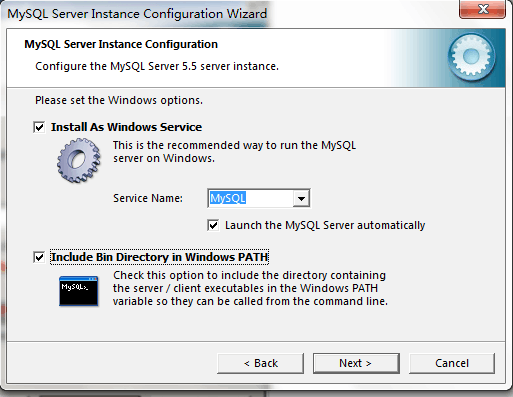 MySQL Server Instance Configuration Wizard
MySQL Server Instance Configuration
Configure the MySQL Server 5.5 server instance.
Please set the Windows options.
Install As Windows Service
This is the recommended way to run the MySQL
server on Windows.
Service Name:
MySQL
Launch the MySQL Server automatically
Include Bin Directory in Windows PATH
MySQL>_
Check this option to include the directory containing
the server / client executables in the Windows PATH
variable so they can be called from the command line.
< Back
Next >
Cancel